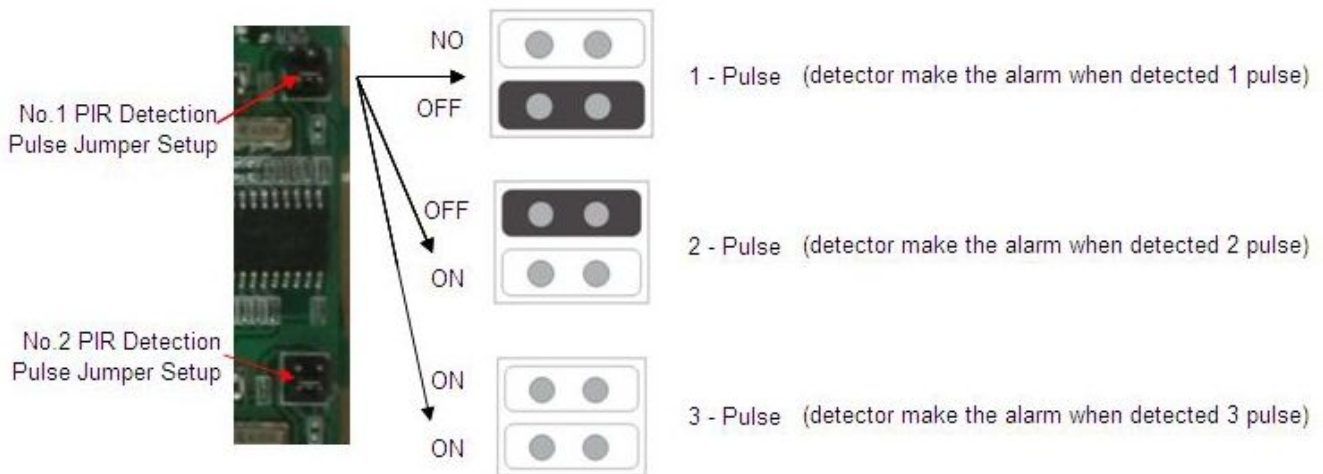 NO
OFF
1 - Pulse (detector make the alarm when detected 1 pulse)
No.1 PIR Detection
Pulse Jumper Setup
OFF
ON
2 - Pulse (detector make the alarm when detected 2 pulse)
No.2 PIR Detection
Pulse Jumper Setup
ON
ON
3 - Pulse (detector make the alarm when detected 3 pulse)